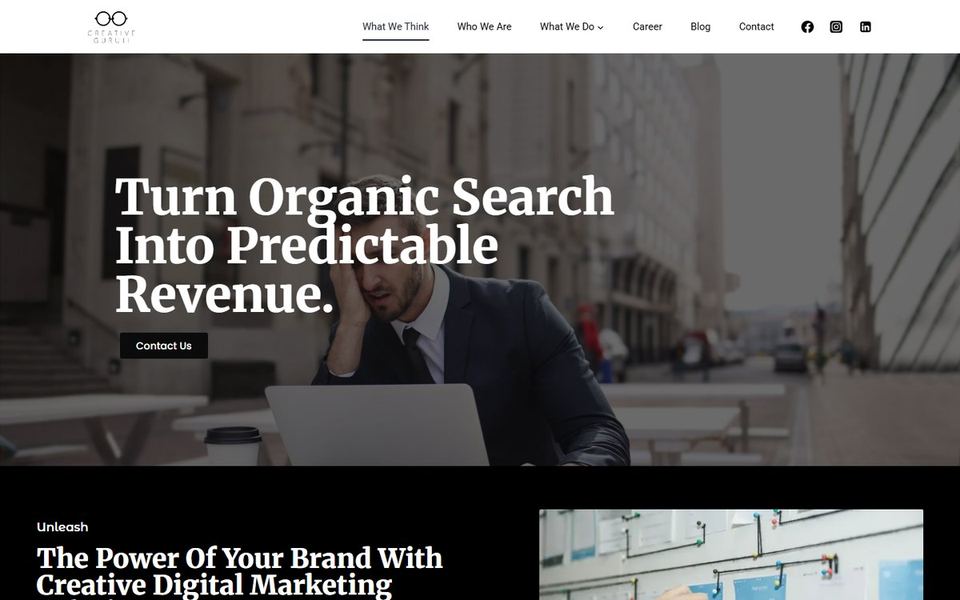 CREATIVE
What We Think
Who We Are
What We Do
Career
Blog
Contact
Turn Organic Search
Into Predictable
Revenue.
Contact Us
Unleash
The Power Of Your Brand With
Creative Digital Marketing